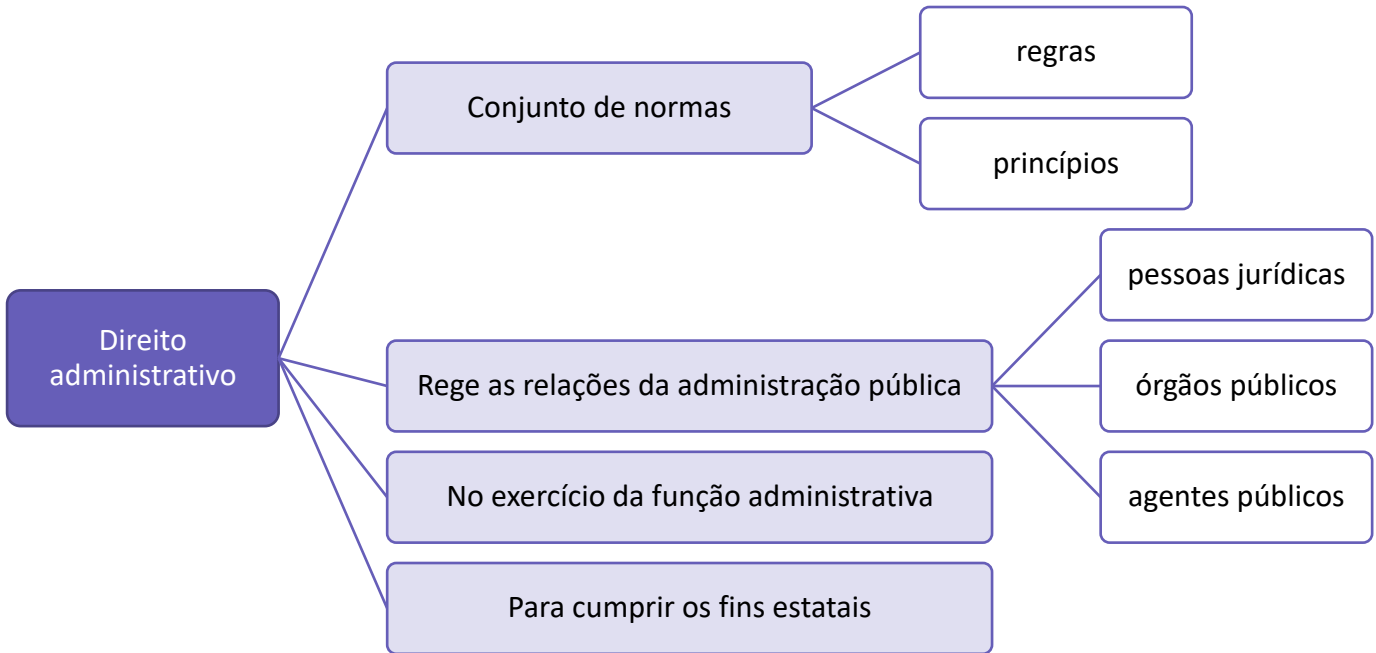 Direito
administrativo
Conjunto de normas
regras
princípios
Rege as relações da administração pública
pessoas jurídicas
órgãos públicos
agentes públicos
No exercício da função administrativa
Para cumprir os fins estatais